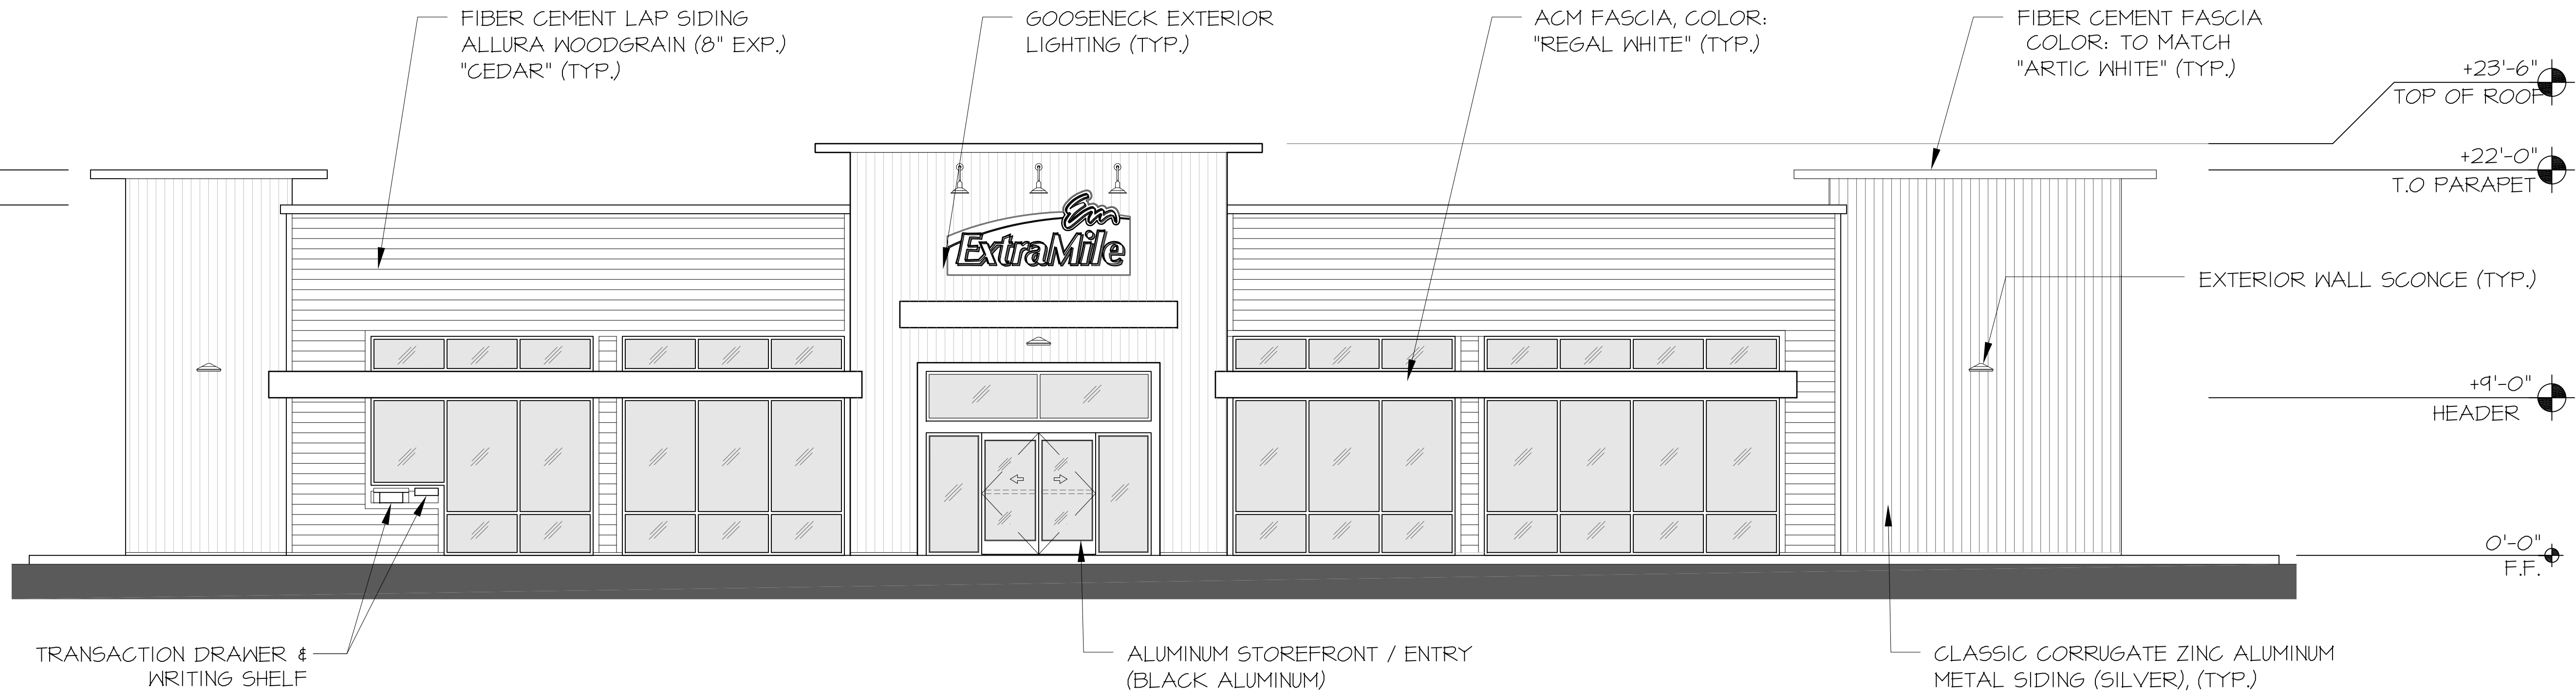 FIBER CEMENT LAP SIDING
ALLURA WOODGRAIN (8" EXP.)
"CEDAR" (TYP.)
GOOSENECK EXTERIOR
LIGHTING (TYP.)
ACM FASCIA, COLOR:
"REGAL WHITE" (TYP.)
FIBER CEMENT FASCIA
COLOR: TO MATCH
"ARTIC WHITE" (TYP.)
+23'-6"
TOP OF ROOF
+22'-0"
T.O PARAPET
Em
ExtraMile
EXTERIOR WALL SCONCE (TYP.)
+9'-0"
HEADER
0'-0"
F.F.
TRANSACTION DRAWER &
WRITING SHELF
ALUMINUM STOREFRONT / ENTRY
(BLACK ALUMINUM)
CLASSIC CORRUGATE ZINC ALUMINUM
METAL SIDING (SILVER), (TYP.)